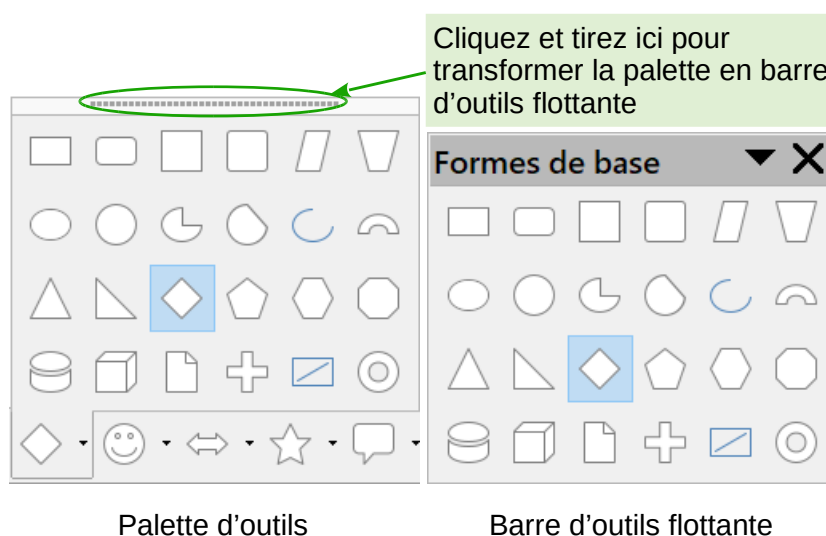 Cliquez et tirez ici pour
transformer la palette en barre
d’outils flottante
Formes de base
Palette d’outils
Barre d’outils flottante